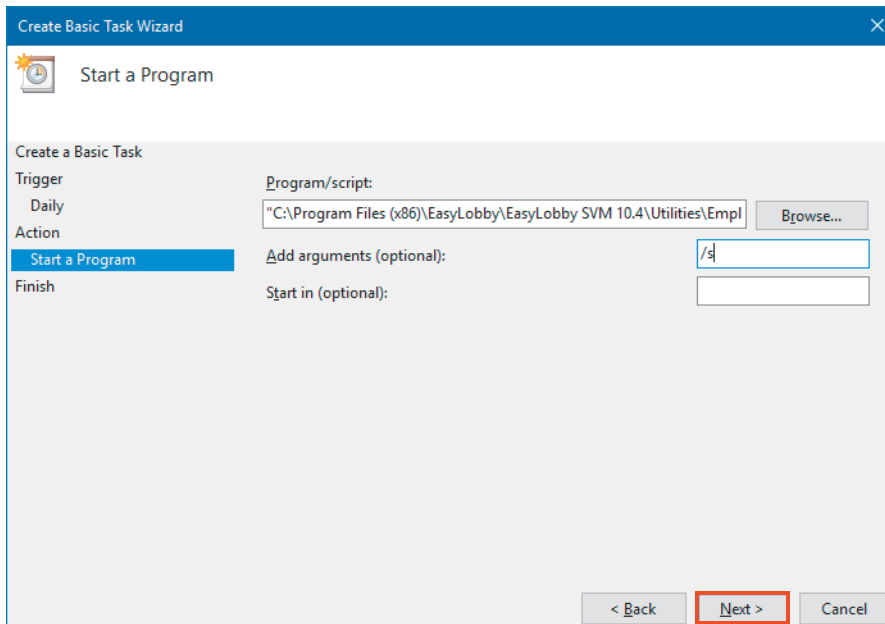 Create Basic Task Wizard
Start a Program
Create a Basic Task
Trigger
Daily
Action
Start a Program
Finish
Program/script:
"C:\Program Files (x86)\EasyLobby\EasyLobby SVM 10.4\Utilities\Empl
Browse...
Add arguments (optional):
/s
Start in (optional):
< Back
Next >
Cancel